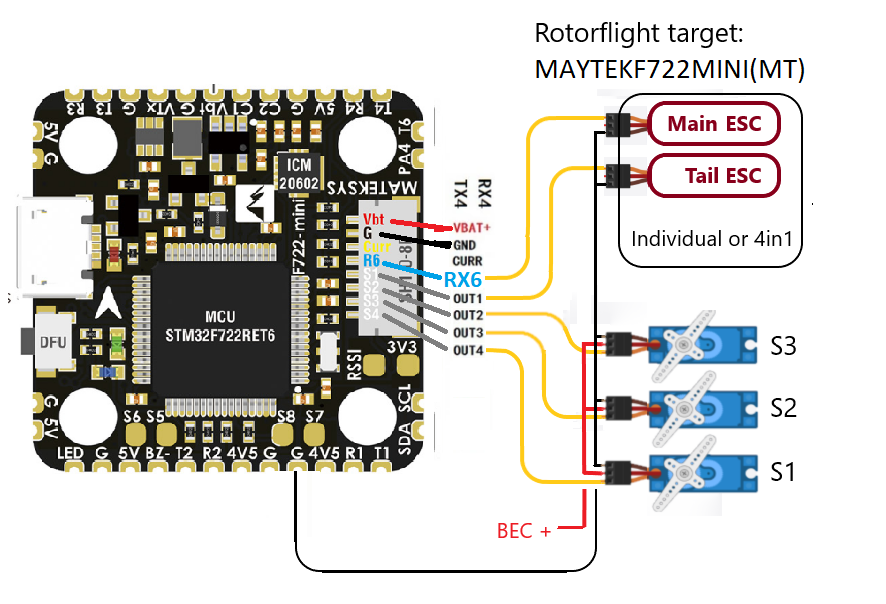 Rotorflight target:
MAYTEKF722MINI(MT)
R3 T3 G VTx G Vbt C1 C2 G 5V R4 T4
5V
G
PA4 T6
ICM
20602
MATEKSYS
F722-mini
TX4
RX4
Vbt
G
Curr
R6
S1
S2
S3
S4
VBAT+
GND
CURR
RX6
OUT1
OUT2
OUT3
OUT4
Main ESC
Tail ESC
Individual or 4in1
MCU
STM32F722RET6
DFU
RSSI
3V3
G
5V
S6 S5
S8 S7
SDA SCL
LED G 5V BZ- T2 R2 4V5 G G 4V5 R1 T1
S3
S2
S1
BEC +